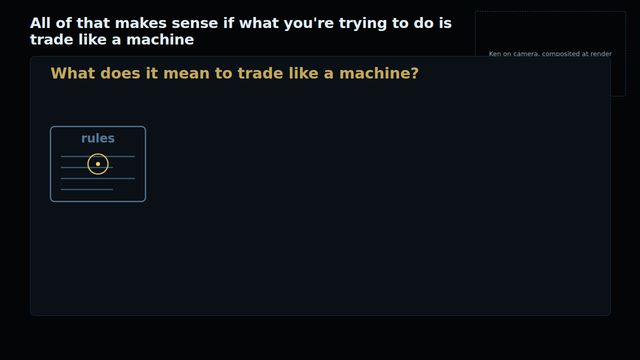 All of that makes sense if what you're trying to do is
trade like a machine
Ken on camera, composited at render
What does it mean to trade like a machine?
rules